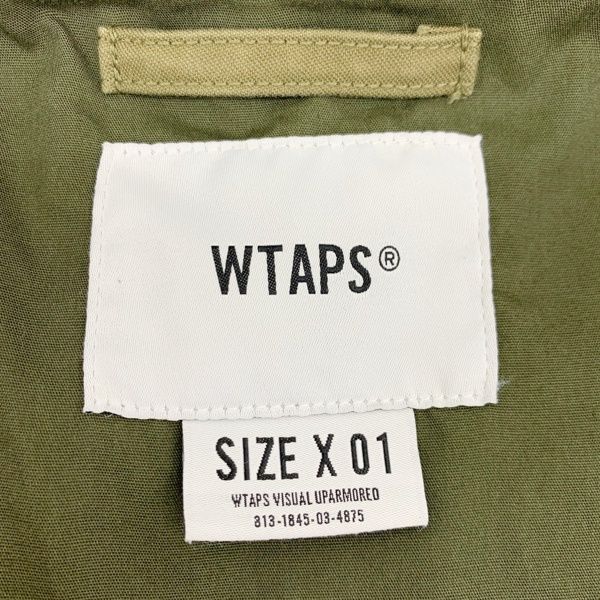 WTAPS®
SIZE X 01
WTAPS VISUAL UPARMORED
813-1845-03-4875